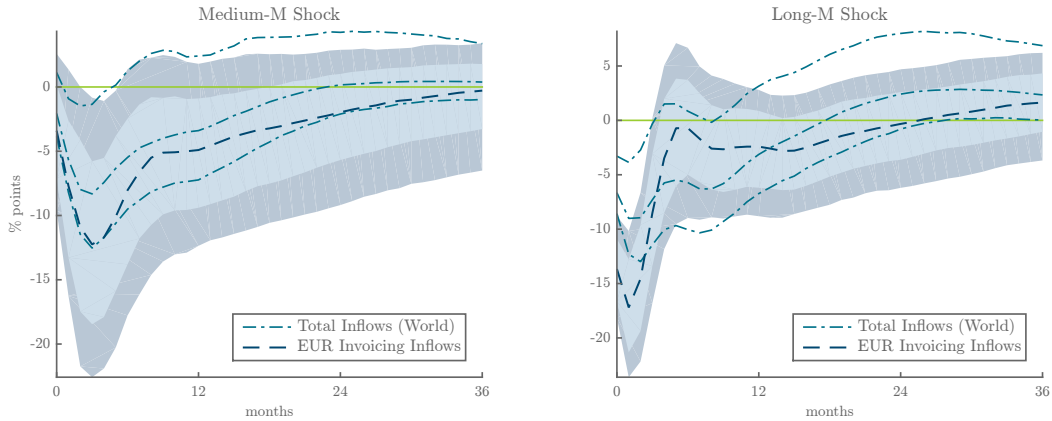 Medium-M Shock
% points
0
-5
-10
-15
-20
0
12
24
36
months
Total Inflows (World)
EUR Invoicing Inflows
Long-M Shock
5
0
-5
-10
-15
-20
0
12
24
36
months
Total Inflows (World)
EUR Invoicing Inflows